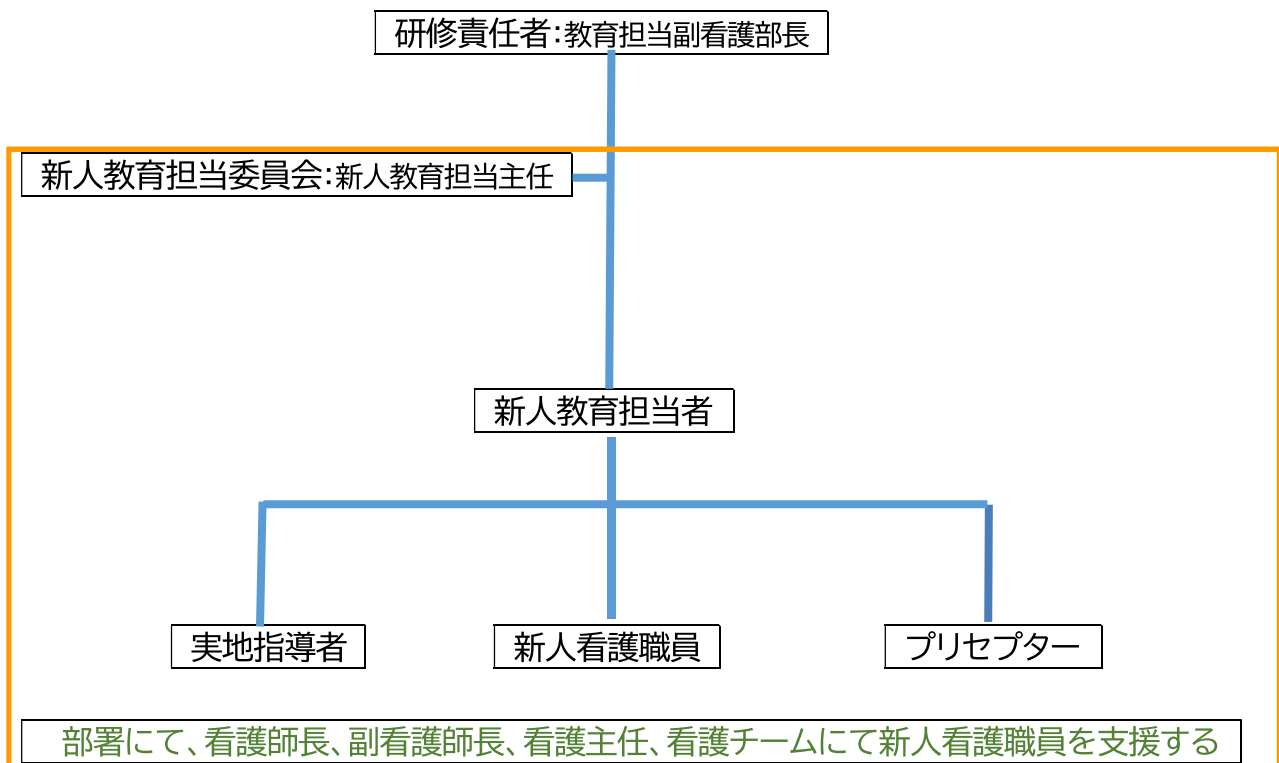 研修責任者：教育担当副看護部長
新人教育担当委員会：新人教育担当主任
新人教育担当者
実地指導者
新人看護職員
プリセプター
部署にて、看護師長、副看護師長、看護主任、看護チームにて新人看護職員を支援する